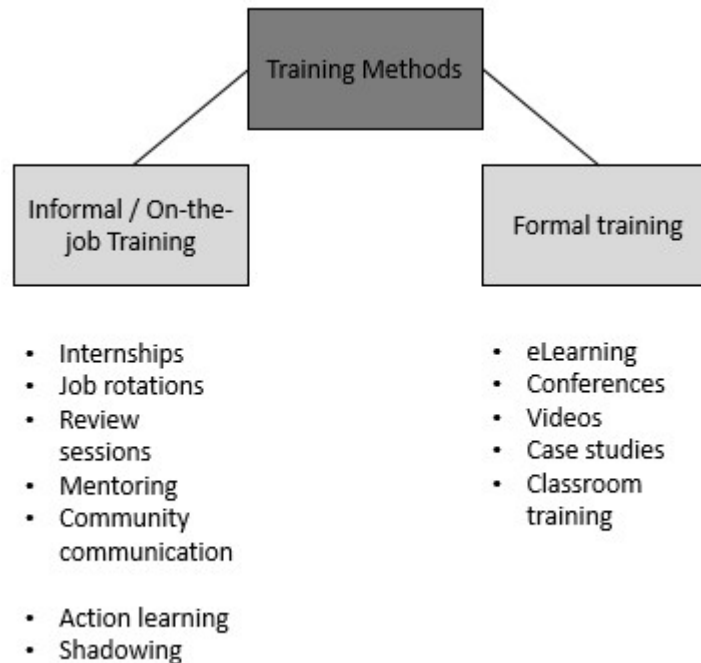 Training Methods
Informal / On-the-
job Training
• Internships
• Job rotations
• Review
sessions
• Mentoring
• Community
communication
• Action learning
• Shadowing
Formal training
• eLearning
• Conferences
• Videos
• Case studies
• Classroom
training